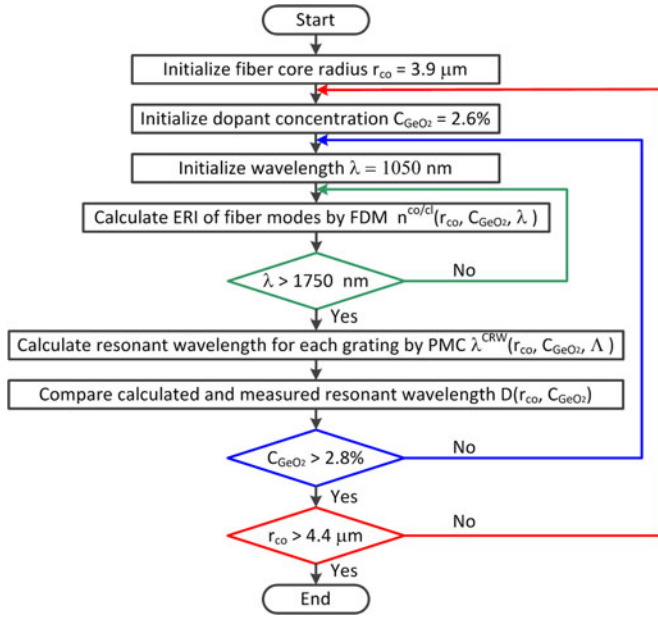 Start
Initialize fiber core radius r_co = 3.9 μm
Initialize dopant concentration C_GeO₂ = 2.6%
Initialize wavelength λ = 1050 nm
Calculate ERI of fiber modes by FDM n^co/cl(r_co, C_GeO₂, λ )
λ > 1750 nm
No
Yes
Calculate resonant wavelength for each grating by PMC λ^CRW(r_co, C_GeO₂, Λ )
Compare calculated and measured resonant wavelength D(r_co, C_GeO₂)
C_GeO₂ > 2.8%
No
Yes
r_co > 4.4 μm
No
Yes
End